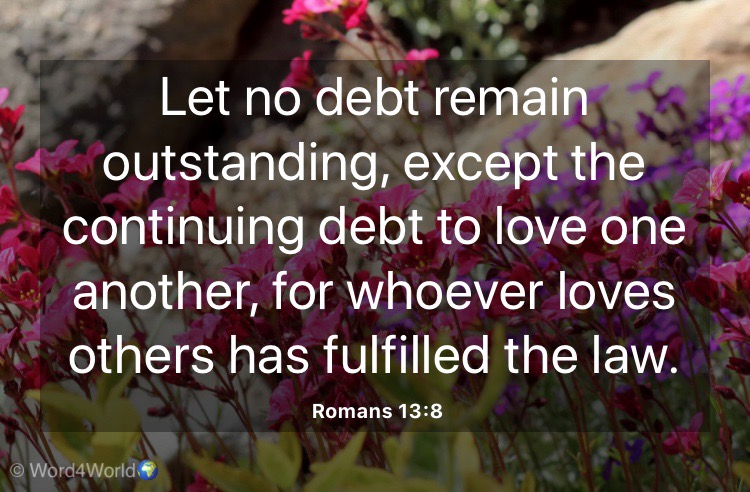 Let no debt remain
outstanding, except the
continuing debt to love one
another, for whoever loves
others has fulfilled the law.
Romans 13:8
© Word4World🌍